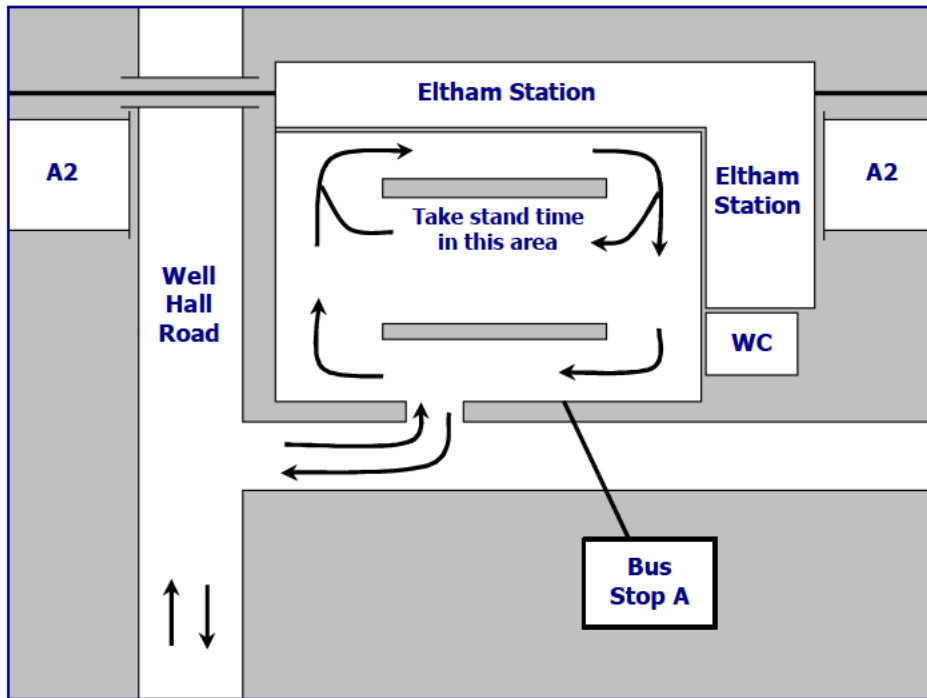 Eltham Station
A2
Eltham
Station
A2
Take stand time
in this area
Well
Hall
Road
WC
Bus
Stop A